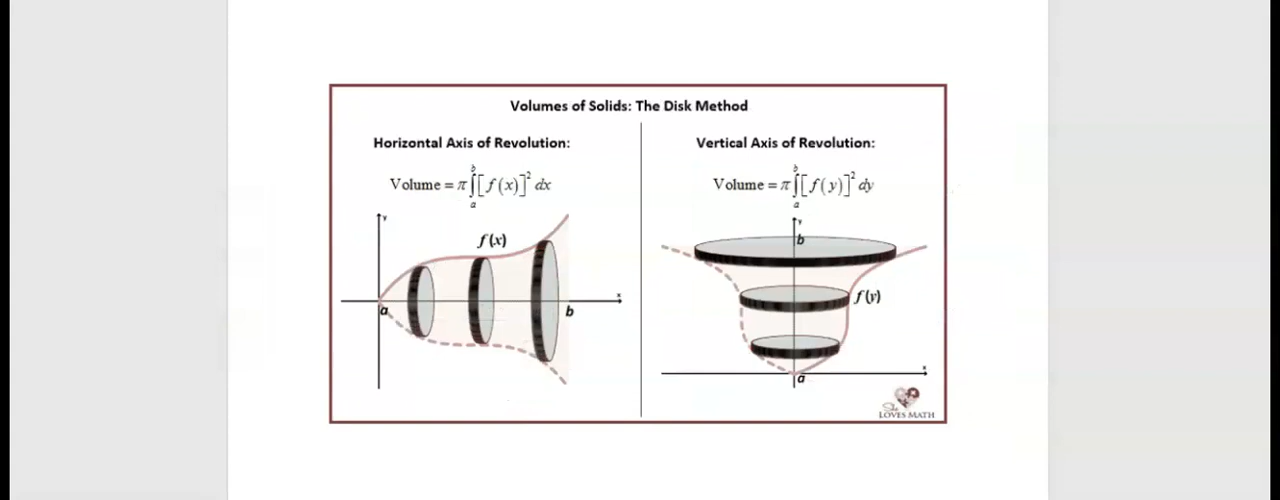 Volumes of Solids: The Disk Method
Horizontal Axis of Revolution:
Volume = π∫[f(x)]² dx
b
a
y
f(x)
x
a
b
Vertical Axis of Revolution:
Volume = π∫[f(y)]² dy
b
a
y
b
f(y)
x
a
She
LOVES MATH